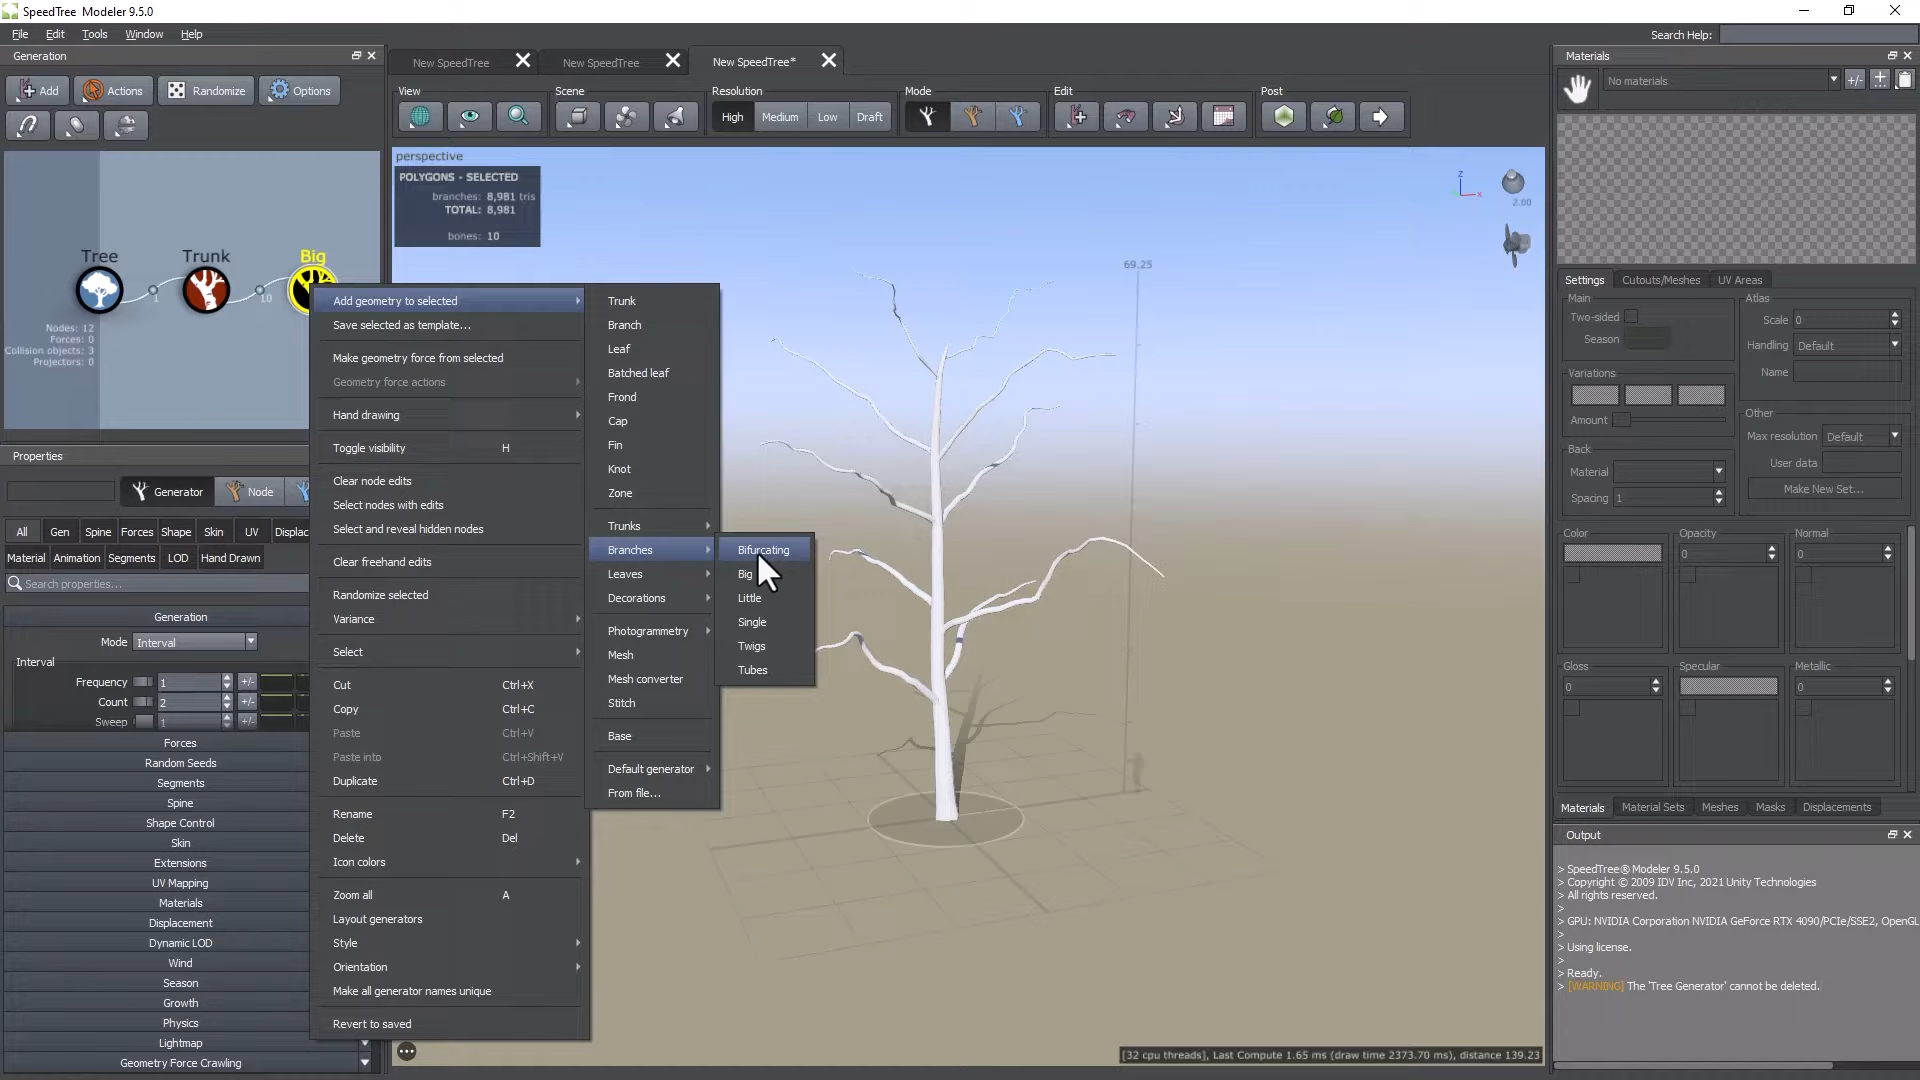 SpeedTree Modeler 9.5.0
File Edit Tools Window Help
Search Help:
Generation
Add Actions Randomize Options
Tree Trunk Big
1 10
Nodes: 12
Forces: 0
Collision objects: 3
Projectors: 0
Properties
Generator Node
All Gen Spine Forces Shape Skin UV Displac
Material Animation Segments LOD Hand Drawn
Search properties...
Generation
Mode Interval
Interval
Frequency 1 +/-
Count 2 +/-
Sweep 1 +/-
Forces
Random Seeds
Segments
Spine
Shape Control
Skin
Extensions
UV Mapping
Materials
Displacement
Dynamic LOD
Wind
Season
Growth
Physics
Lightmap
Geometry Force Crawling
Add geometry to selected
Save selected as template...
Make geometry force from selected
Geometry force actions
Hand drawing
Toggle visibility H
Clear node edits
Select nodes with edits
Select and reveal hidden nodes
Clear freehand edits
Randomize selected
Variance
Select
Cut Ctrl+X
Copy Ctrl+C
Paste Ctrl+V
Paste into Ctrl+Shift+V
Duplicate Ctrl+D
Rename F2
Delete Del
Icon colors
Zoom all A
Layout generators
Style
Orientation
Make all generator names unique
Revert to saved
Trunk
Branch
Leaf
Batched leaf
Frond
Cap
Fin
Knot
Zone
Trunks
Branches
Leaves
Decorations
Photogrammetry
Mesh
Mesh converter
Stitch
Base
Default generator
From file...
Bifurcating
Big
Little
Single
Twigs
Tubes
New SpeedTree New SpeedTree New SpeedTree*
View Scene Resolution Mode Edit Post
High Medium Low Draft
perspective
POLYGONS - SELECTED
branches: 8,981 tris
TOTAL: 8,981
bones: 10
69.25
Z
X
2.00
[32 cpu threads], Last Compute 1.65 ms (draw time 2373.70 ms), distance 139.23
Materials
No materials +/-
Settings Cutouts/Meshes UV Areas
Main
Two-sided
Season
Variations
Amount
Back
Material
Spacing 1
Atlas
Scale 0
Handling Default
Name
Other
Max resolution Default
User data
Make New Set...
Color Opacity Normal
0 0
Gloss Specular Metallic
0 0
Materials Material Sets Meshes Masks Displacements
Output
> SpeedTree® Modeler 9.5.0
> Copyright © 2009 IDV Inc, 2021 Unity Technologies
> All rights reserved.
>
> GPU: NVIDIA Corporation NVIDIA GeForce RTX 4090/PCIe/SSE2, OpenGL
>
> Using license.
>
> Ready.
> [WARNING] The 'Tree Generator' cannot be deleted.